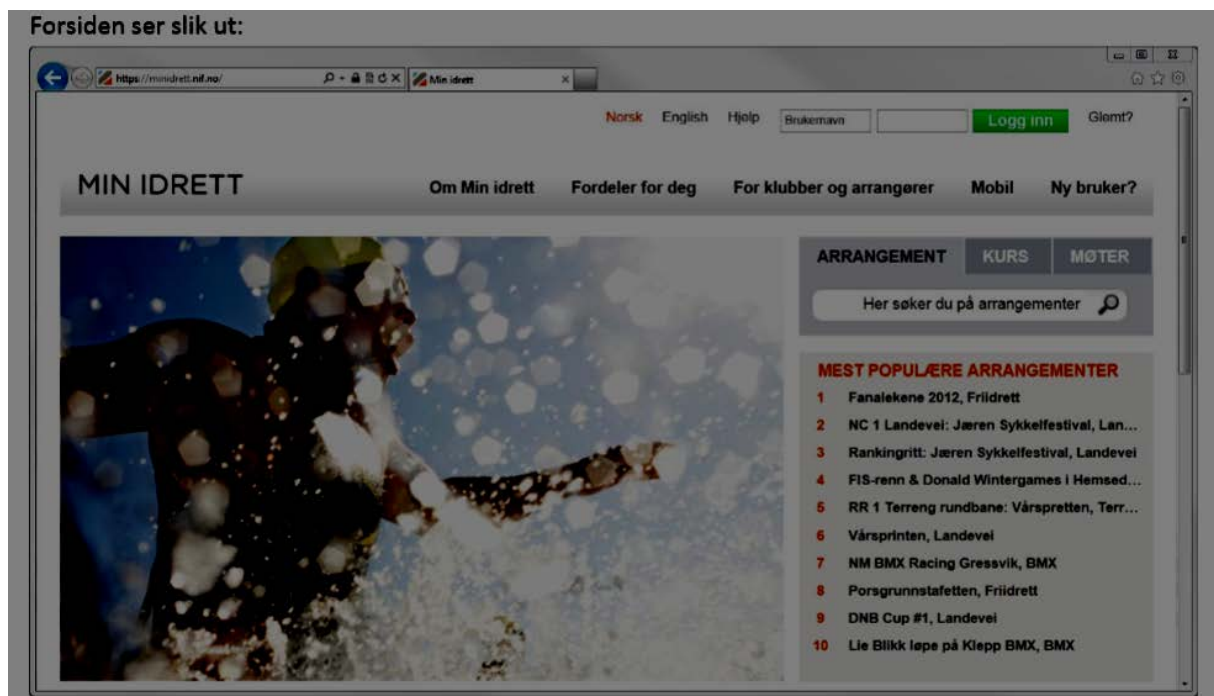 Forsiden ser slik ut:
https://minidrett.nif.no/
Min idrett
Norsk English Hjelp Brukernavn Logg inn Glemt?
MIN IDRETT
Om Min idrett Fordeler for deg For klubber og arrangører Mobil Ny bruker?
ARRANGEMENT KURS MØTER
Her søker du på arrangementer
MEST POPULÆRE ARRANGEMENTER
1 Fanalekene 2012, Friidrett
2 NC 1 Landevei: Jæren Sykkelfestival, Lan...
3 Rankingritt: Jæren Sykkelfestival, Landevei
4 FIS-renn & Donald Wintergames i Hemsed...
5 RR 1 Terreng rundbane: Vårspretten, Terr...
6 Vårsprinten, Landevei
7 NM BMX Racing Gressvik, BMX
8 Porsgrunnstafetten, Friidrett
9 DNB Cup #1, Landevei
10 Lie Blikk løpe på Klepp BMX, BMX